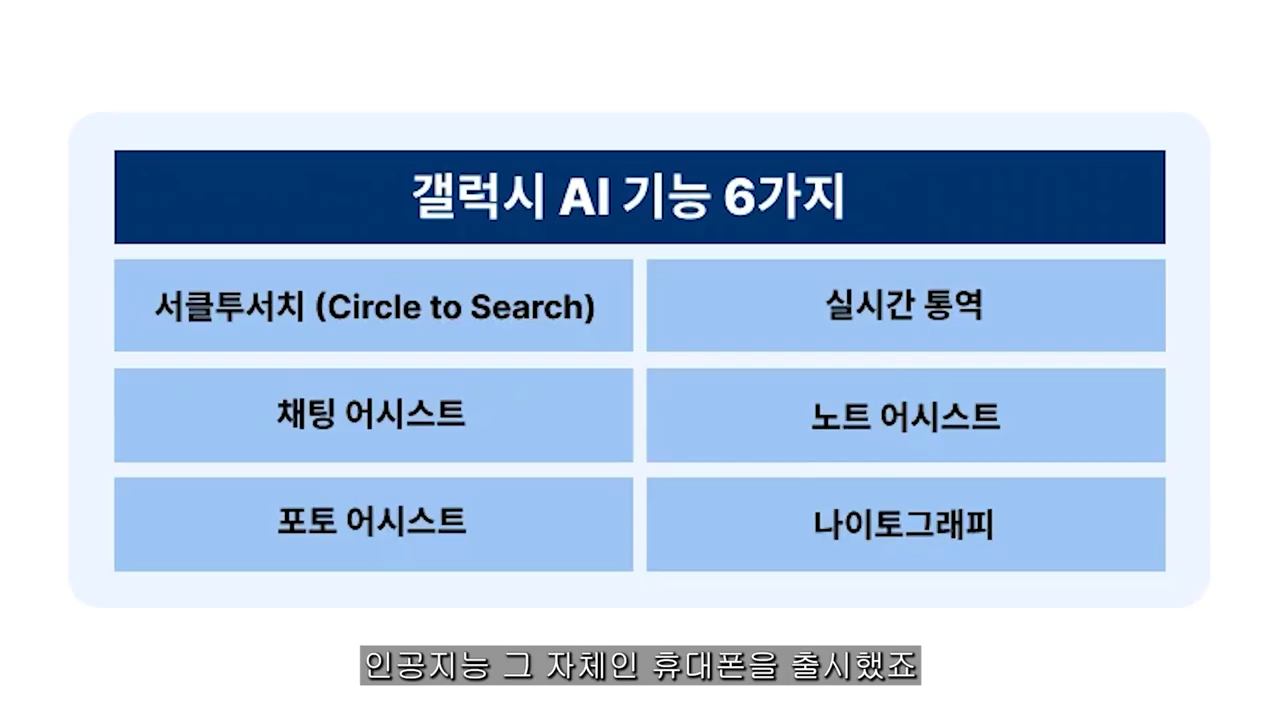 갤럭시 AI 기능 6가지
서클투서치 (Circle to Search)
실시간 통역
채팅 어시스트
노트 어시스트
포토 어시스트
나이토그래피
인공지능 그 자체인 휴대폰을 출시했죠